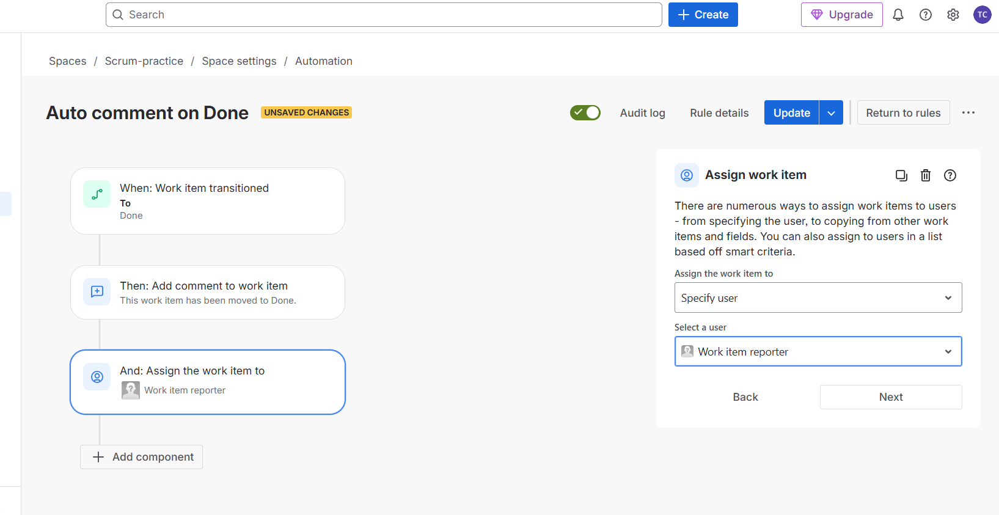 Search
Create
Upgrade
TC
Spaces / Scrum-practice / Space settings / Automation
Auto comment on Done
UNSAVED CHANGES
Audit log
Rule details
Update
Return to rules
When: Work item transitioned
To
Done
Then: Add comment to work item
This work item has been moved to Done.
And: Assign the work item to
Work item reporter
Add component
Assign work item
There are numerous ways to assign work items to users
- from specifying the user, to copying from other work
items and fields. You can also assign to users in a list
based off smart criteria.
Assign the work item to
Specify user
Select a user
Work item reporter
Back
Next